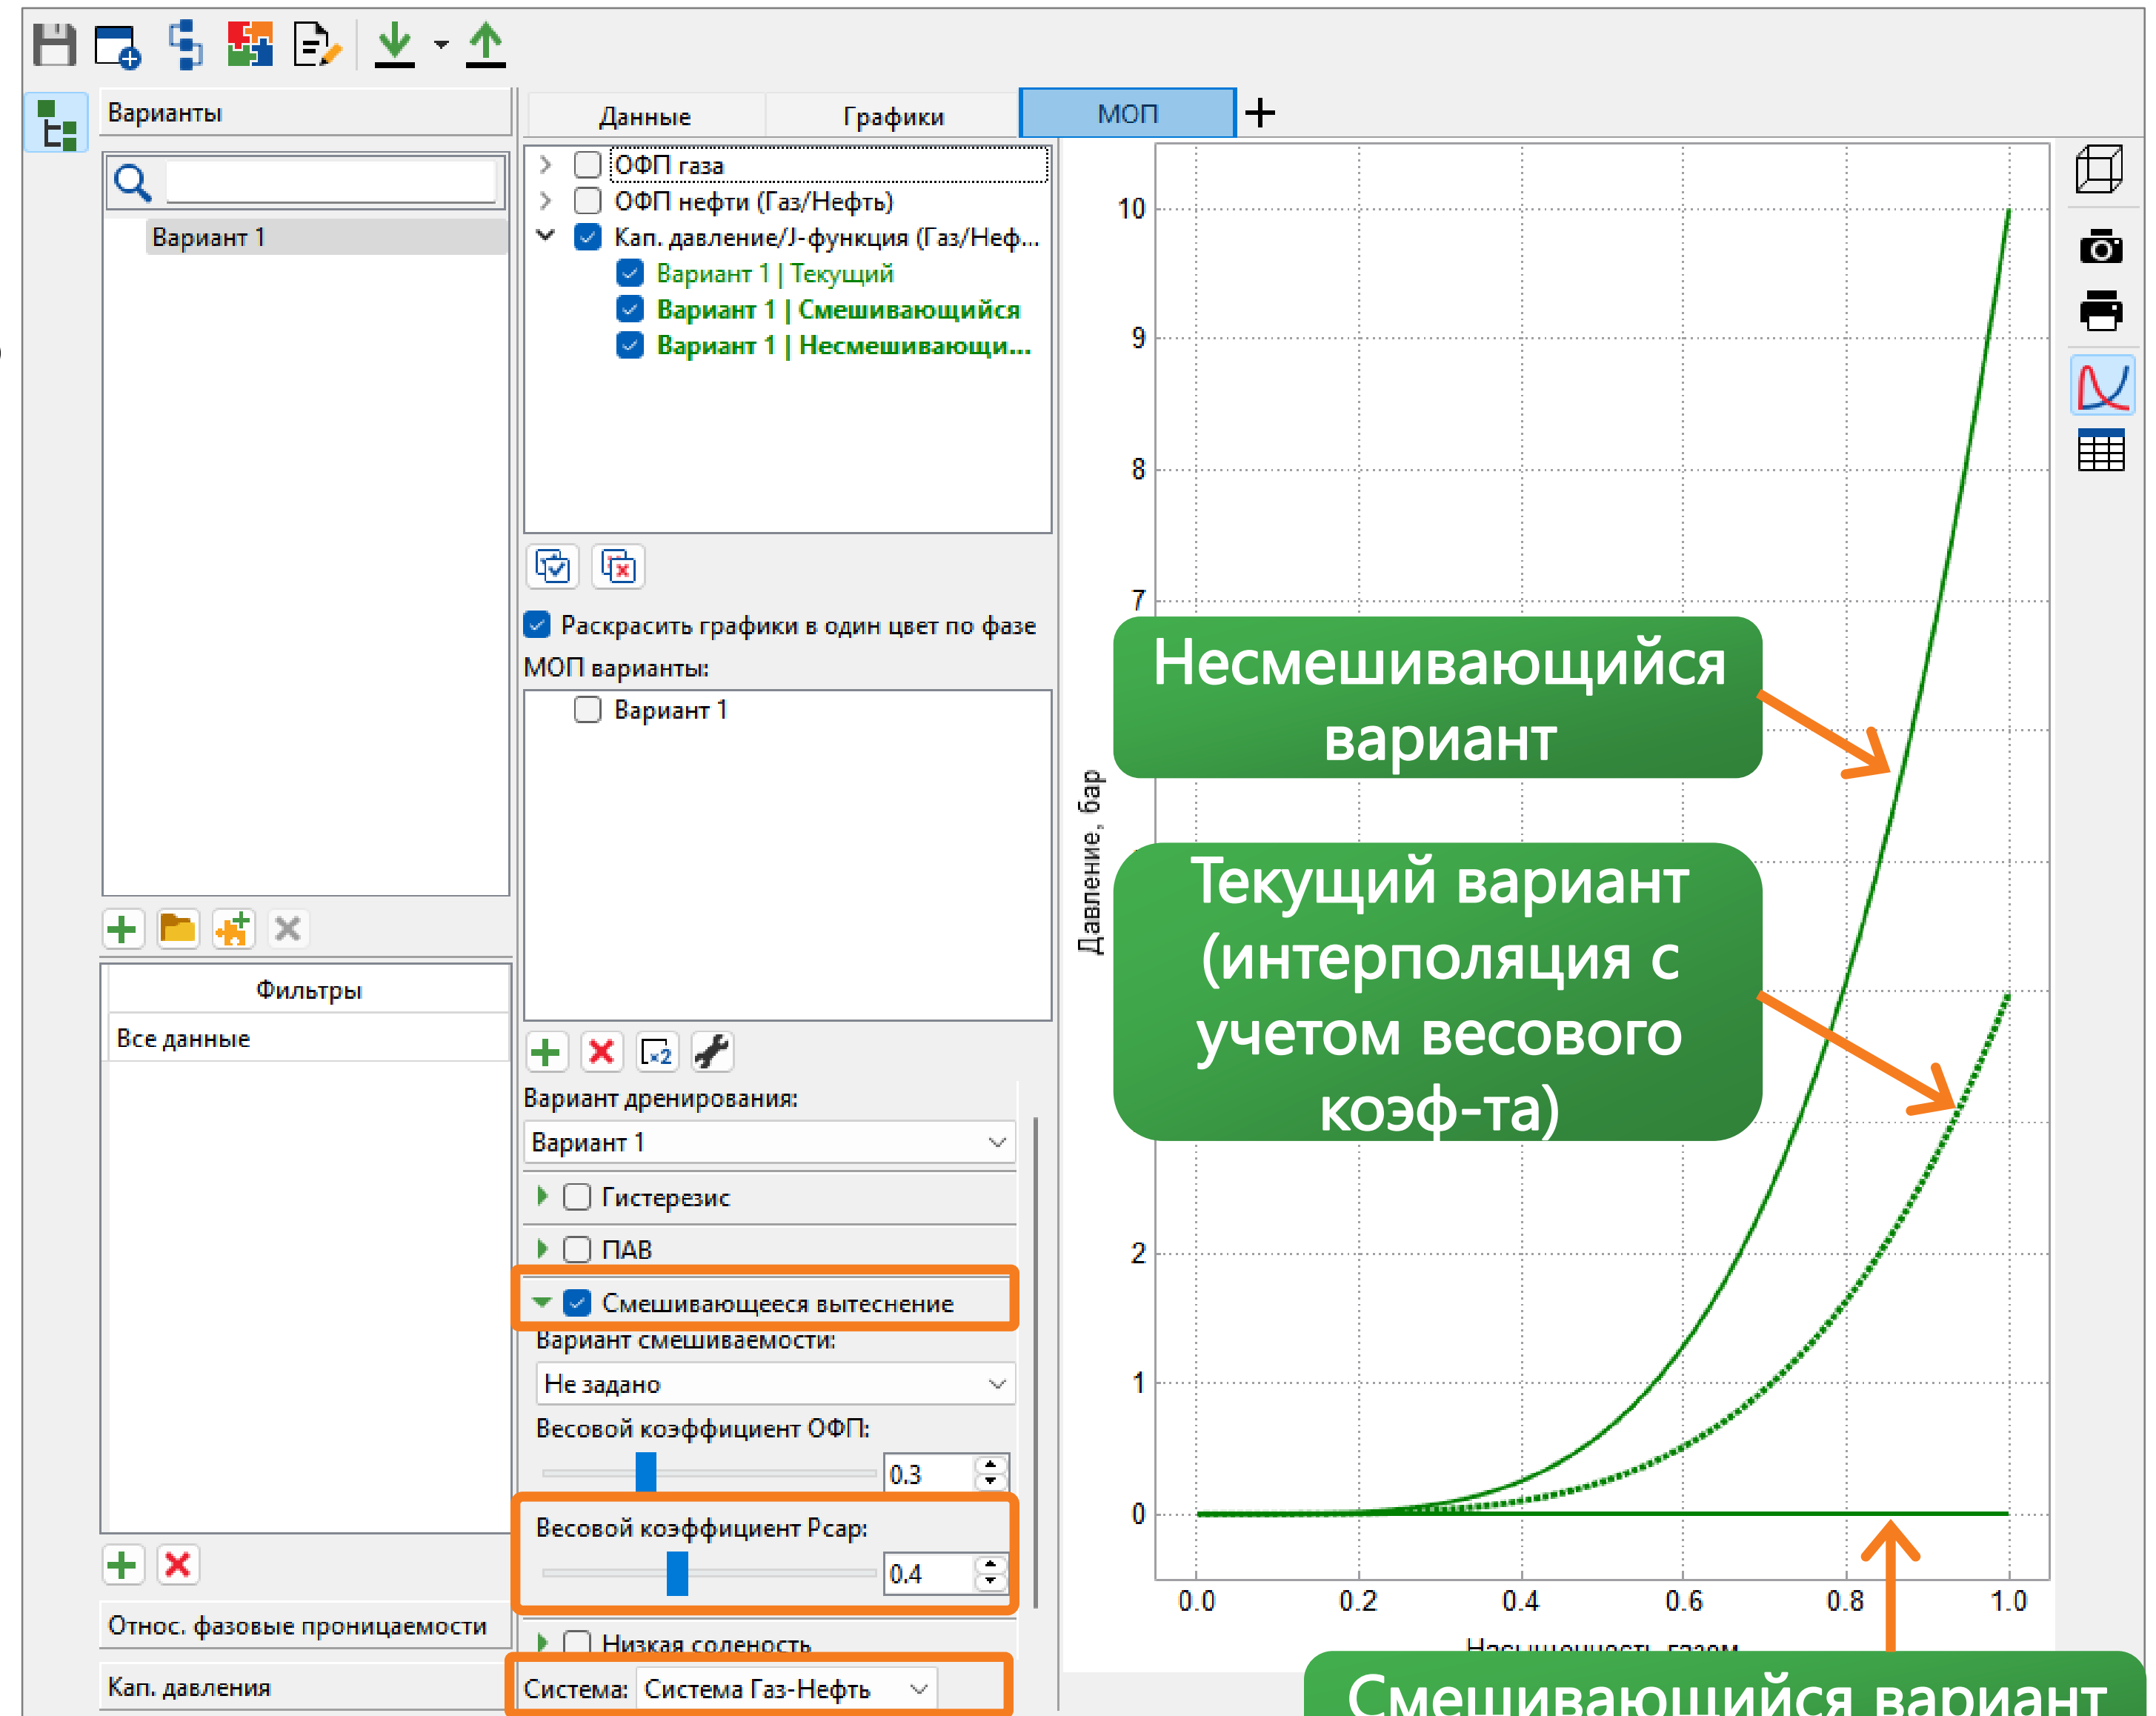 Варианты
Данные
Графики
МОП
ОФП газа
ОФП нефти (Газ/Нефть)
Кап. давление/J-функция (Газ/Неф...
Вариант 1 | Текущий
Вариант 1 | Смешивающийся
Вариант 1 | Несмешивающи...
Вариант 1
Раскрасить графики в один цвет по фазе
МОП варианты:
Вариант 1
Фильтры
Все данные
x2
Вариант дренирования:
Вариант 1
Гистерезис
ПАВ
Смешивающееся вытеснение
Вариант смешиваемости:
Не задано
Весовой коэффициент ОФП:
0.3
Весовой коэффициент Pcap:
0.4
Низкая соленость
Система: Система Газ-Нефть
Относ. фазовые проницаемости
Кап. давления
10
9
8
7
2
1
0
Давление, бар
0.0 0.2 0.4 0.6 0.8 1.0
Насыщенность газом
Несмешивающийся
вариант
Текущий вариант
(интерполяция с
учетом весового
коэф-та)
Смешивающийся вариант